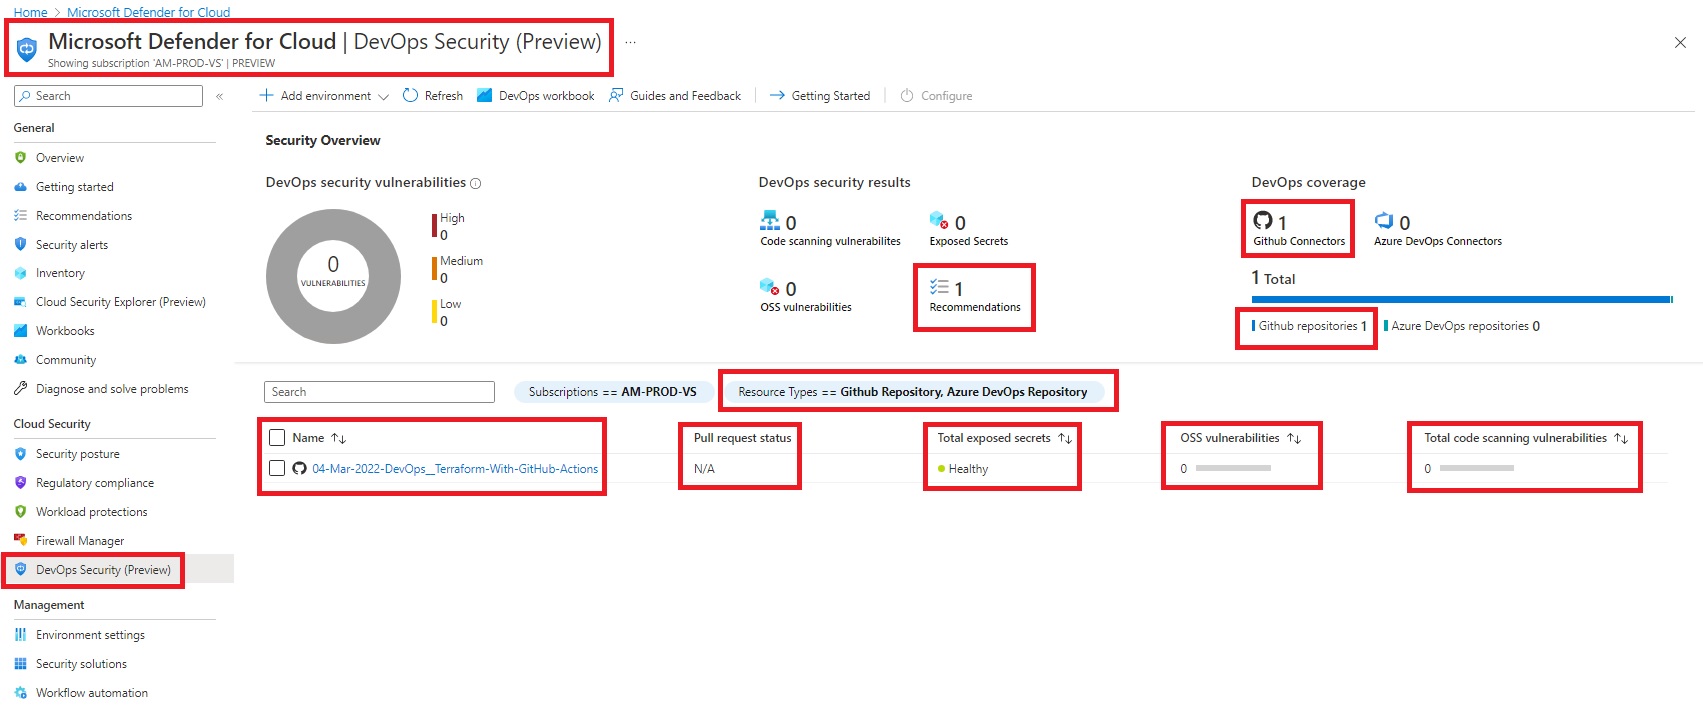 Home > Microsoft Defender for Cloud
Microsoft Defender for Cloud | DevOps Security (Preview) ...
Showing subscription 'AM-PROD-VS' | PREVIEW
Search «
General
Overview
Getting started
Recommendations
Security alerts
Inventory
Cloud Security Explorer (Preview)
Workbooks
Community
Diagnose and solve problems
Cloud Security
Security posture
Regulatory compliance
Workload protections
Firewall Manager
DevOps Security (Preview)
Management
Environment settings
Security solutions
Workflow automation
Add environment Refresh DevOps workbook Guides and Feedback Getting Started Configure
Security Overview
DevOps security vulnerabilities
0
VULNERABILITIES
High
0
Medium
0
Low
0
DevOps security results
0
Code scanning vulnerabilites
0
Exposed Secrets
0
OSS vulnerabilities
1
Recommendations
DevOps coverage
1
Github Connectors
0
Azure DevOps Connectors
1 Total
Github repositories 1 Azure DevOps repositories 0
Search Subscriptions == AM-PROD-VS Resource Types == Github Repository, Azure DevOps Repository
Name ↑↓ Pull request status Total exposed secrets ↑↓ OSS vulnerabilities ↑↓ Total code scanning vulnerabilities ↑↓
04-Mar-2022-DevOps__Terraform-With-GitHub-Actions N/A Healthy 0 0